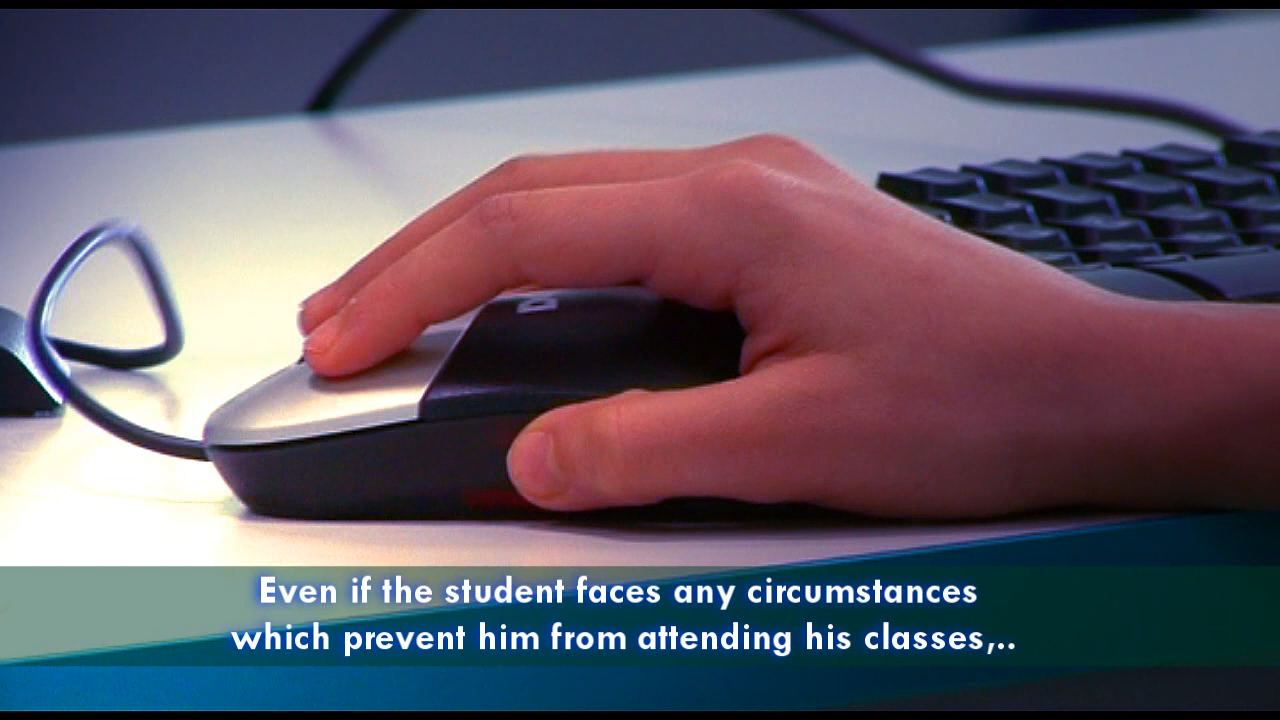 Even if the student faces any circumstances
which prevent him from attending his classes,..